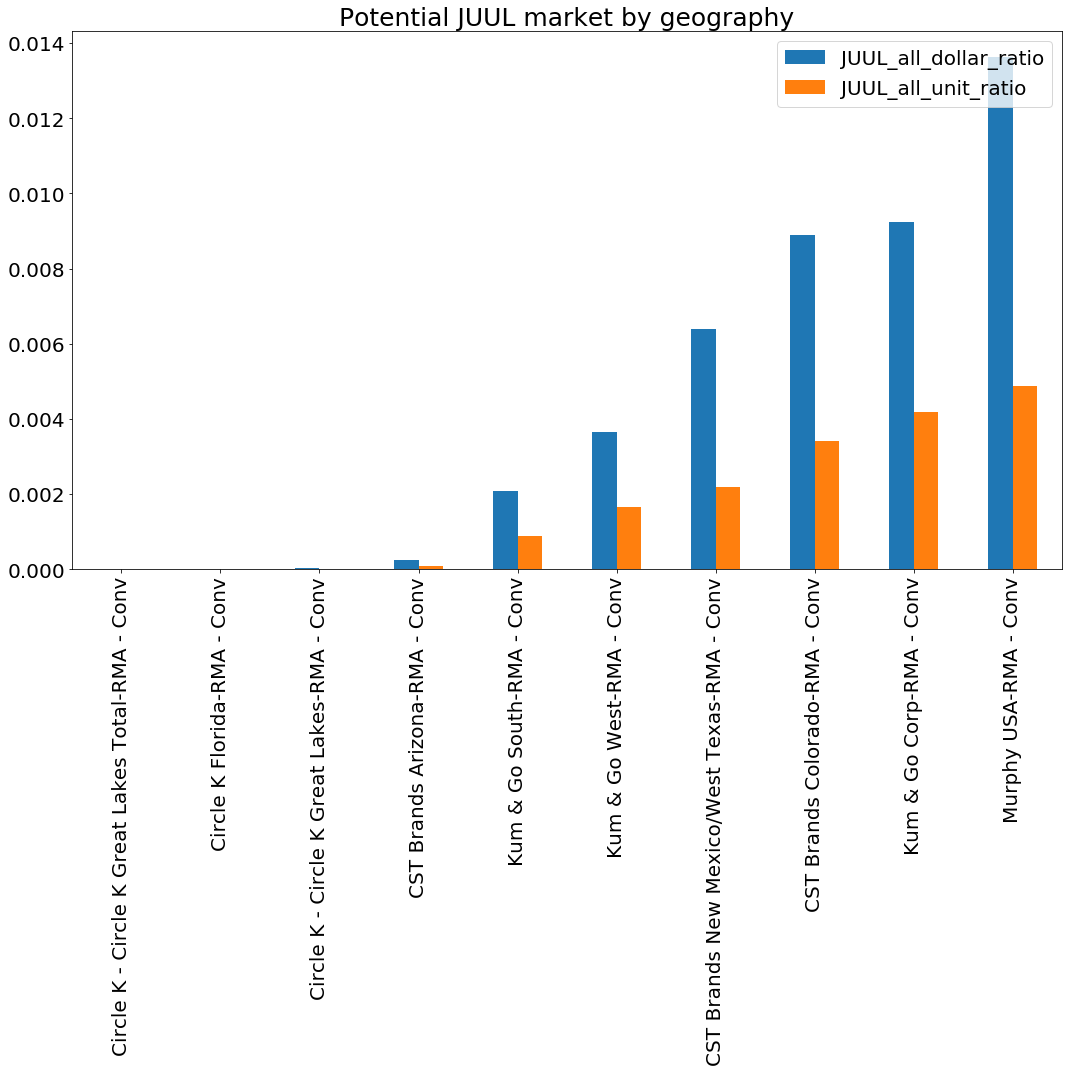 Potential JUUL market by geography
JUUL_all_dollar_ratio
JUUL_all_unit_ratio
0.014
0.012
0.010
0.008
0.006
0.004
0.002
0.000
Circle K - Circle K Great Lakes Total-RMA - Conv
Circle K Florida-RMA - Conv
Circle K - Circle K Great Lakes-RMA - Conv
CST Brands Arizona-RMA - Conv
Kum & Go South-RMA - Conv
Kum & Go West-RMA - Conv
CST Brands New Mexico/West Texas-RMA - Conv
CST Brands Colorado-RMA - Conv
Kum & Go Corp-RMA - Conv
Murphy USA-RMA - Conv